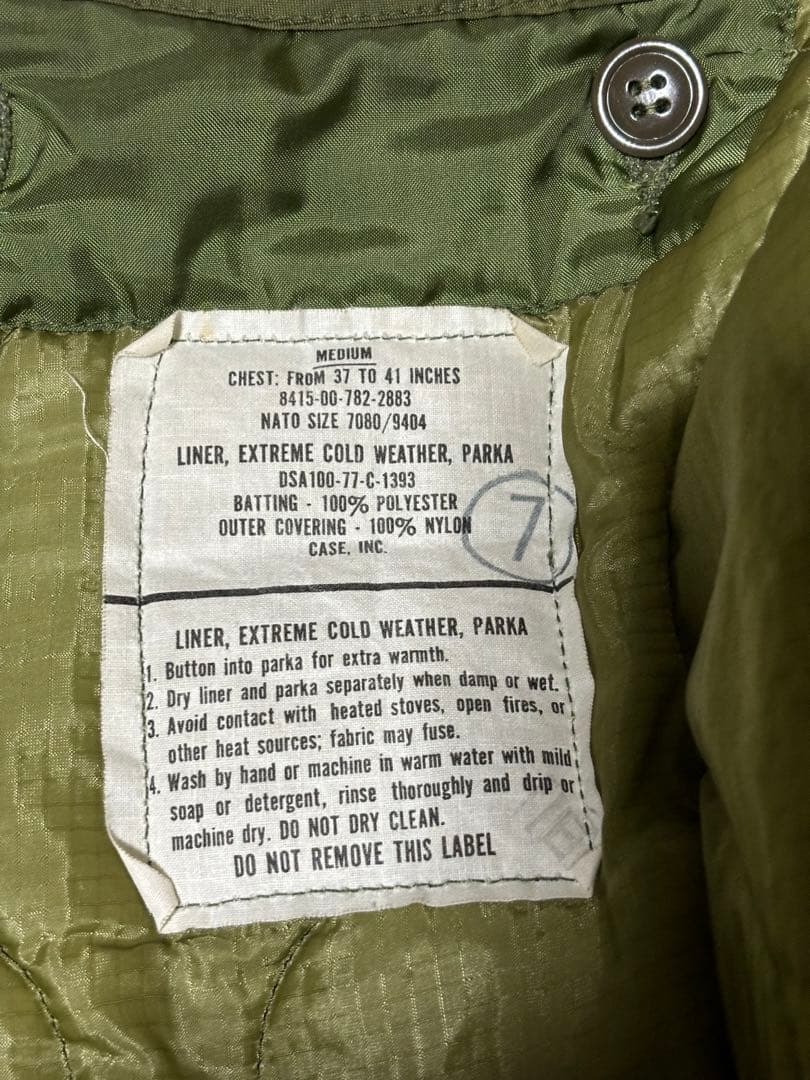 MEDIUM
CHEST: FROM 37 TO 41 INCHES
8415-00-782-2883
NATO SIZE 7080/9404
LINER, EXTREME COLD WEATHER, PARKA
DSA100-77-C-1393
BATTING - 100% POLYESTER
OUTER COVERING - 100% NYLON
7
CASE, INC.
LINER, EXTREME COLD WEATHER, PARKA
1. Button into parka for extra warmth.
2. Dry liner and parka separately when damp or wet.
3. Avoid contact with heated stoves, open fires, or
other heat sources; fabric may fuse.
4. Wash by hand or machine in warm water with mild
soap or detergent, rinse thoroughly and drip or
machine dry. DO NOT DRY CLEAN.
DO NOT REMOVE THIS LABEL